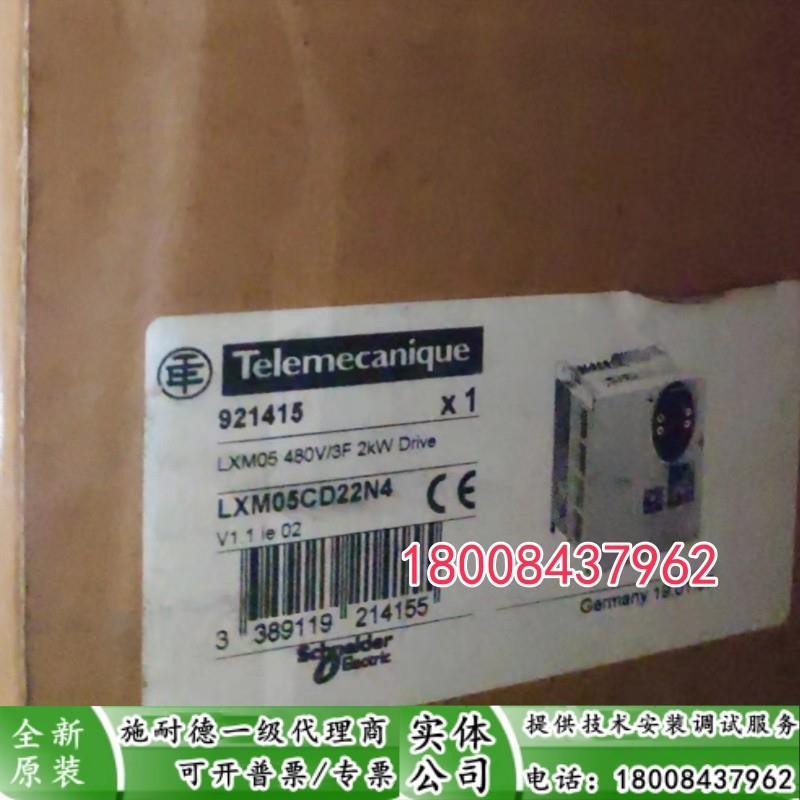 Telemecanique
921415 x 1
LXM05 480V/3F 2kW Drive
LXM05CD22N4 CE
V1.1 ie 02
18008437962
3 389119 214155
Germany
Schneider
Electric
全新
原装
施耐德一级代理商
可开普票/专票
实体
公司
提供技术安装调试服务
电话：18008437962